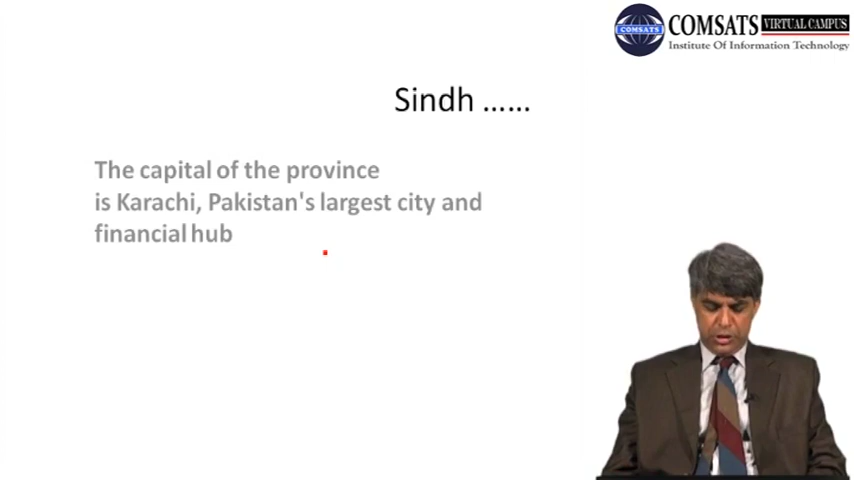 COMSATS
COMSATS VIRTUAL CAMPUS
Institute Of Information Technology
Sindh ......
The capital of the province
is Karachi, Pakistan's largest city and
financial hub